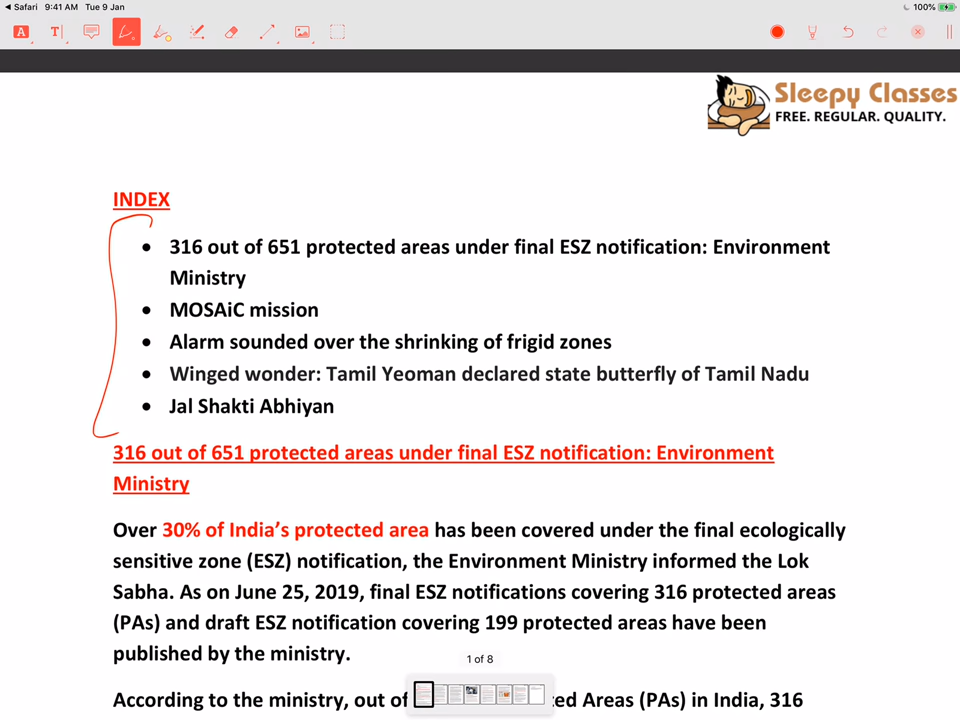 Safari 9:41 AM Tue 9 Jan 100%
A T
Sleepy Classes
FREE. REGULAR. QUALITY.
INDEX
• 316 out of 651 protected areas under final ESZ notification: Environment
Ministry
• MOSAiC mission
• Alarm sounded over the shrinking of frigid zones
• Winged wonder: Tamil Yeoman declared state butterfly of Tamil Nadu
• Jal Shakti Abhiyan
316 out of 651 protected areas under final ESZ notification: Environment
Ministry
Over 30% of India's protected area has been covered under the final ecologically
sensitive zone (ESZ) notification, the Environment Ministry informed the Lok
Sabha. As on June 25, 2019, final ESZ notifications covering 316 protected areas
(PAs) and draft ESZ notification covering 199 protected areas have been
published by the ministry.
1 of 8
According to the ministry, out of ed Areas (PAs) in India, 316